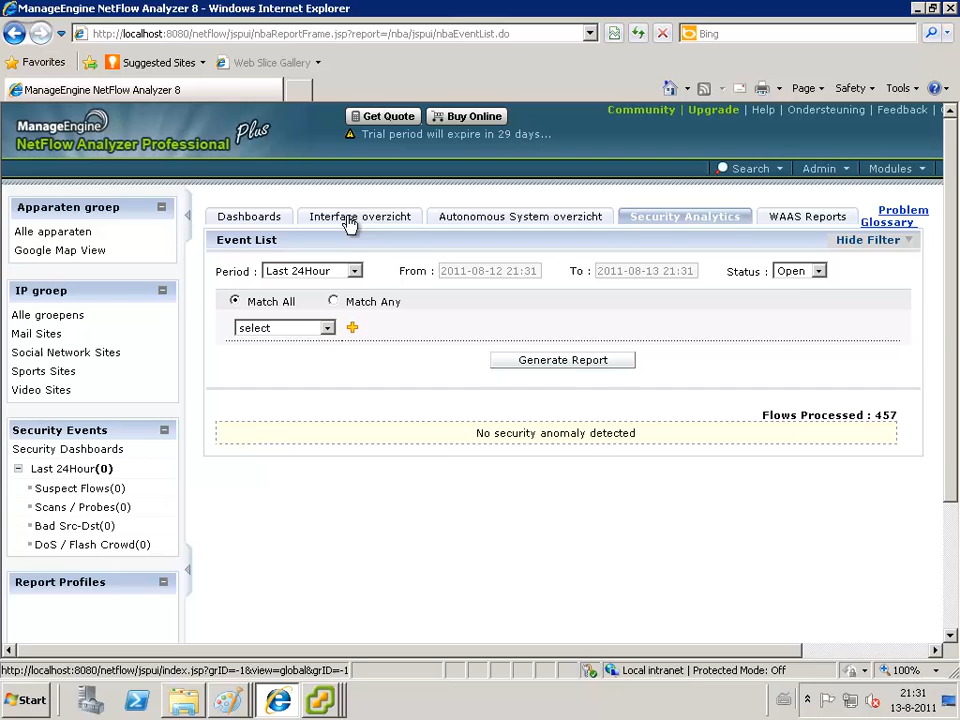 ManageEngine NetFlow Analyzer 8 - Windows Internet Explorer
http://localhost:8080/netflow/jspui/nbaReportFrame.jsp?report=/nba/jspui/nbaEventList.do
Bing
Favorites
Suggested Sites
Web Slice Gallery
ManageEngine NetFlow Analyzer 8
Page
Safety
Tools
ManageEngine
NetFlow Analyzer Professional Plus
Get Quote
Buy Online
Trial period will expire in 29 days...
Community | Upgrade | Help | Ondersteuning | Feedback |
Search
Admin
Modules
Apparaten groep
Alle apparaten
Google Map View
IP groep
Alle groepens
Mail Sites
Social Network Sites
Sports Sites
Video Sites
Security Events
Security Dashboards
Last 24Hour(0)
Suspect Flows(0)
Scans / Probes(0)
Bad Src-Dst(0)
DoS / Flash Crowd(0)
Report Profiles
Dashboards
Interface overzicht
Autonomous System overzicht
Security Analytics
WAAS Reports
Problem
Glossary
Event List
Hide Filter
Period : Last 24Hour
From : 2011-08-12 21:31
To : 2011-08-13 21:31
Status : Open
Match All
Match Any
select
Generate Report
Flows Processed : 457
No security anomaly detected
http://localhost:8080/netflow/jspui/index.jsp?grID=-1&view=global&grID=-1
Local intranet | Protected Mode: Off
100%
Start
21:31
13-8-2011